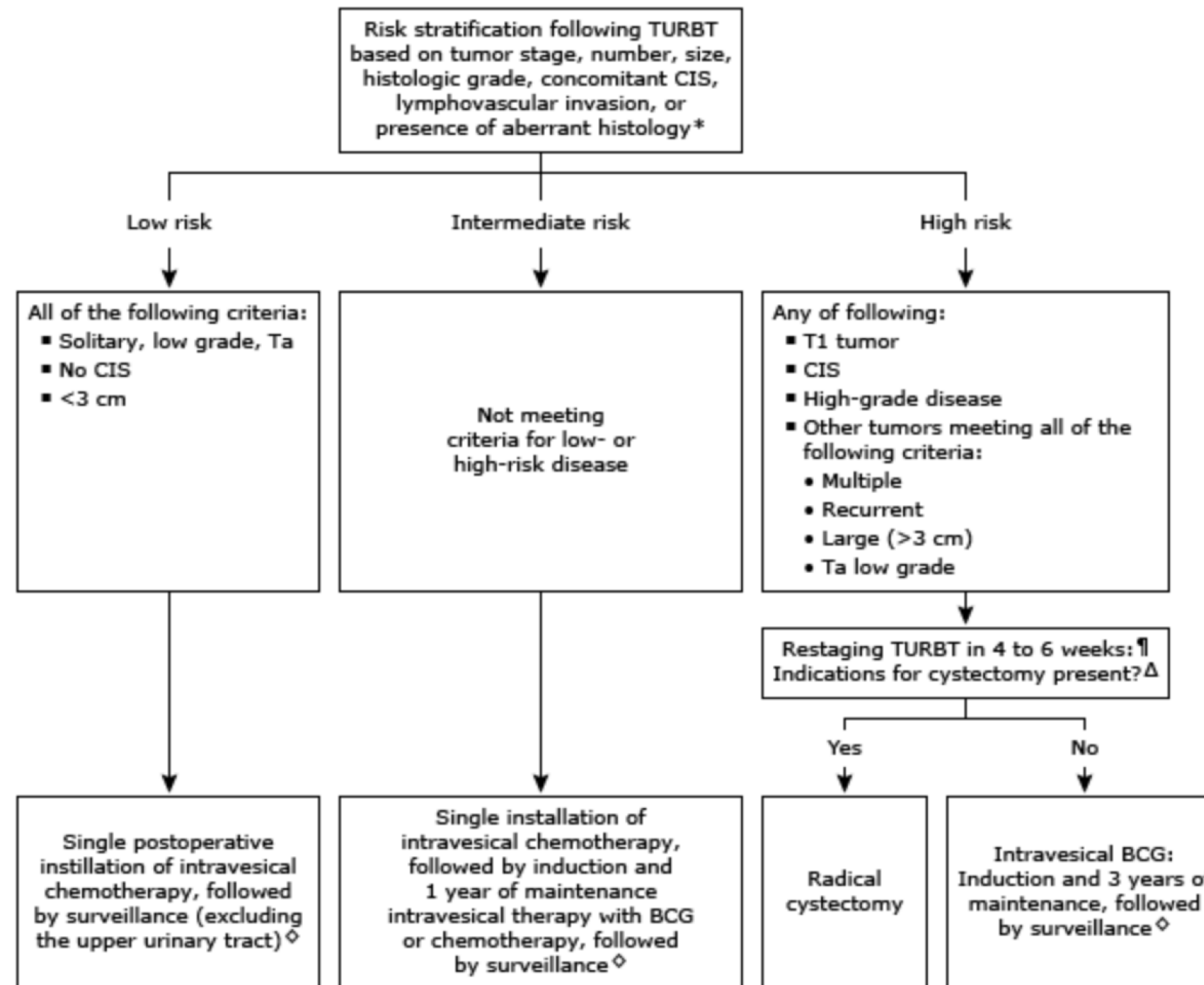 Risk stratification following TURBT
based on tumor stage, number, size,
histologic grade, concomitant CIS,
lymphovascular invasion, or
presence of aberrant histology*
Low risk
Intermediate risk
High risk
All of the following criteria:
▪ Solitary, low grade, Ta
▪ No CIS
▪ <3 cm
Not meeting
criteria for low- or
high-risk disease
Any of following:
▪ T1 tumor
▪ CIS
▪ High-grade disease
▪ Other tumors meeting all of the
following criteria:
• Multiple
• Recurrent
• Large (>3 cm)
• Ta low grade
Restaging TURBT in 4 to 6 weeks:¶
Indications for cystectomy present?Δ
Yes
No
Single postoperative
instillation of intravesical
chemotherapy, followed
by surveillance (excluding
the upper urinary tract)◇
Single installation of
intravesical chemotherapy,
followed by induction and
1 year of maintenance
intravesical therapy with BCG
or chemotherapy, followed
by surveillance◇
Radical
cystectomy
Intravesical BCG:
Induction and 3 years o
maintenance, followed
by surveillance◇